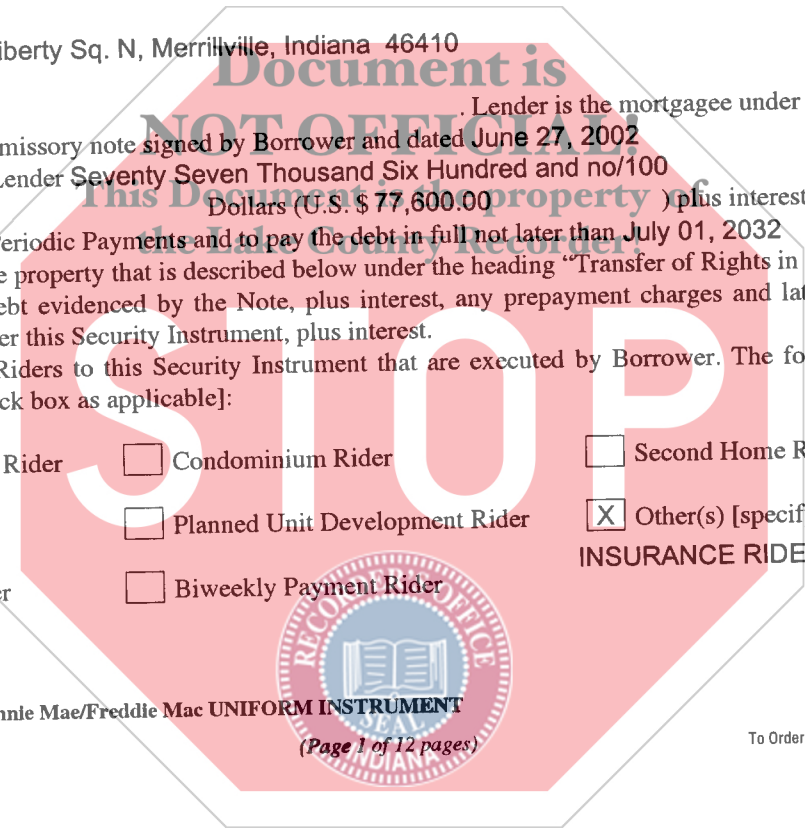 iberty Sq. N, Merrillville, Indiana 46410
Document is
. Lender is the mortgagee under
NOT OFFICIAL!
missory note signed by Borrower and dated June 27, 2002
Lender Seventy Seven Thousand Six Hundred and no/100
This Document is the property of
Dollars (U.S. $ 77,600.00 ) plus interest
the Lake County Recorder!
eriodic Payments and to pay the debt in full not later than July 01, 2032
e property that is described below under the heading “Transfer of Rights in
ebt evidenced by the Note, plus interest, any prepayment charges and lat
er this Security Instrument, plus interest.
Riders to this Security Instrument that are executed by Borrower. The fo
ck box as applicable]:
STOP
Rider Condominium Rider Second Home R
Planned Unit Development Rider X Other(s) [specif
INSURANCE RIDE
er Biweekly Payment Rider
RECORDER'S OFFICE
SEAL
INDIANA
nnie Mae/Freddie Mac UNIFORM INSTRUMENT
(Page 1 of 12 pages)
To Order